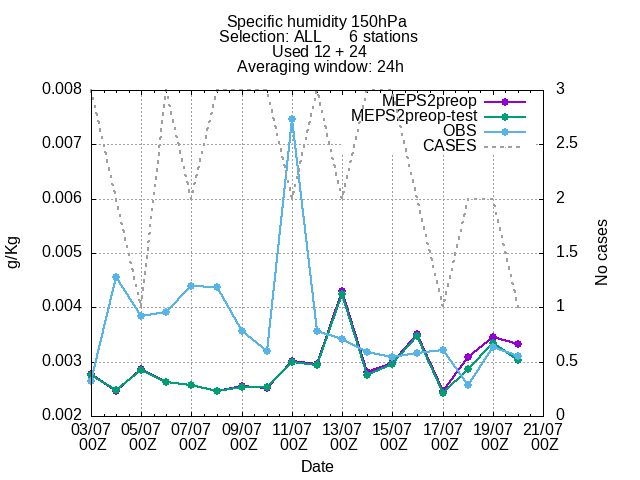 Specific humidity 150hPa
Selection: ALL 6 stations
Used 12 + 24
Averaging window: 24h
MEPS2preop
MEPS2preop-test
OBS
CASES
0.008
0.007
0.006
0.005
0.004
0.003
0.002
3
2.5
2
1.5
1
0.5
0
g/Kg
No cases
03/07 05/07 07/07 09/07 11/07 13/07 15/07 17/07 19/07 21/07
00Z 00Z 00Z 00Z 00Z 00Z 00Z 00Z 00Z 00Z
Date